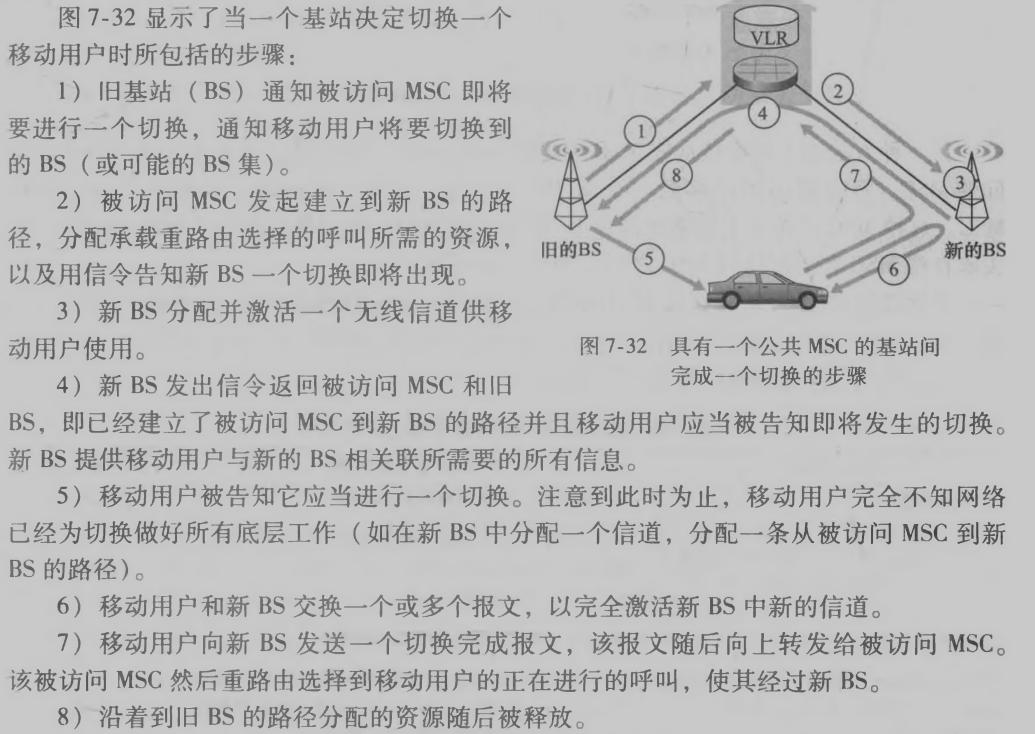 图7-32 显示了当一个基站决定切换一个
移动用户时所包括的步骤：
1）旧基站（BS）通知被访问 MSC 即将
要进行一个切换，通知移动用户将要切换到
的 BS（或可能的 BS 集）。
2）被访问 MSC 发起建立到新 BS 的路
径，分配承载重路由选择的呼叫所需的资源，
以及用信令告知新 BS 一个切换即将出现。
3）新 BS 分配并激活一个无线信道供移
动用户使用。
4）新 BS 发出信令返回被访问 MSC 和旧
VLR
1
2
3
4
5
6
7
8
旧的BS
新的BS
图 7-32 具有一个公共 MSC 的基站间
完成一个切换的步骤
BS，即已经建立了被访问 MSC 到新 BS 的路径并且移动用户应当被告知即将发生的切换。
新 BS 提供移动用户与新的 BS 相关联所需要的所有信息。
5）移动用户被告知它应当进行一个切换。注意到此时为止，移动用户完全不知网络
已经为切换做好所有底层工作（如在新 BS 中分配一个信道，分配一条从被访问 MSC 到新
BS 的路径）。
6）移动用户和新 BS 交换一个或多个报文，以完全激活新 BS 中新的信道。
7）移动用户向新 BS 发送一个切换完成报文，该报文随后向上转发给被访问 MSC。
该被访问 MSC 然后重路由选择到移动用户的正在进行的呼叫，使其经过新 BS。
8）沿着到旧 BS 的路径分配的资源随后被释放。